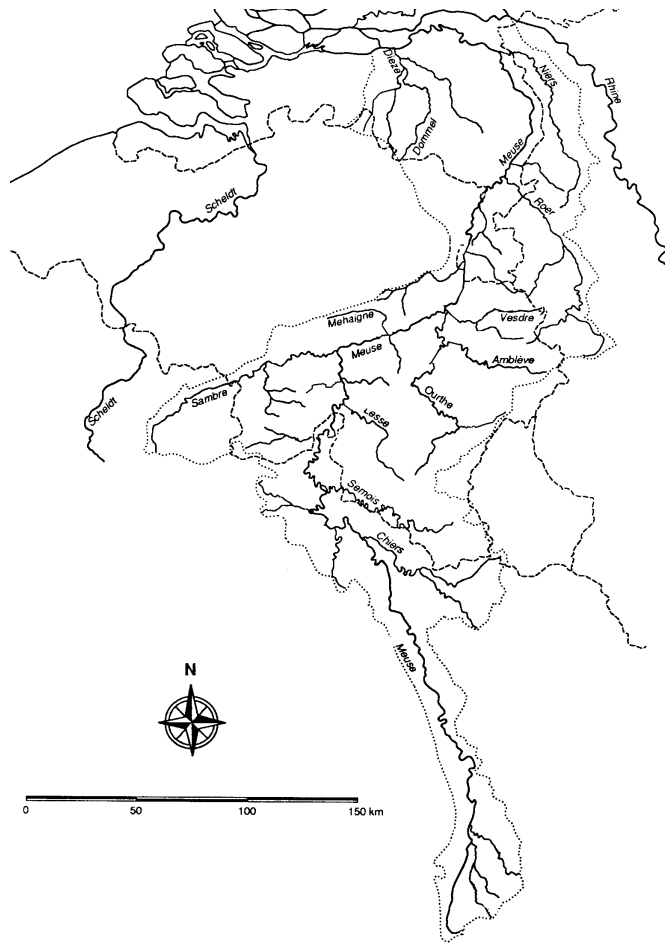 Dieze
Niers
Rhine
Dommel
Meuse
Scheldt
Roer
Mehaigne
Vesdre
Meuse
Amblève
Sambre
Ourthe
Scheldt
Lesse
Semois
Chiers
Meuse
N
0 50 100 150 km